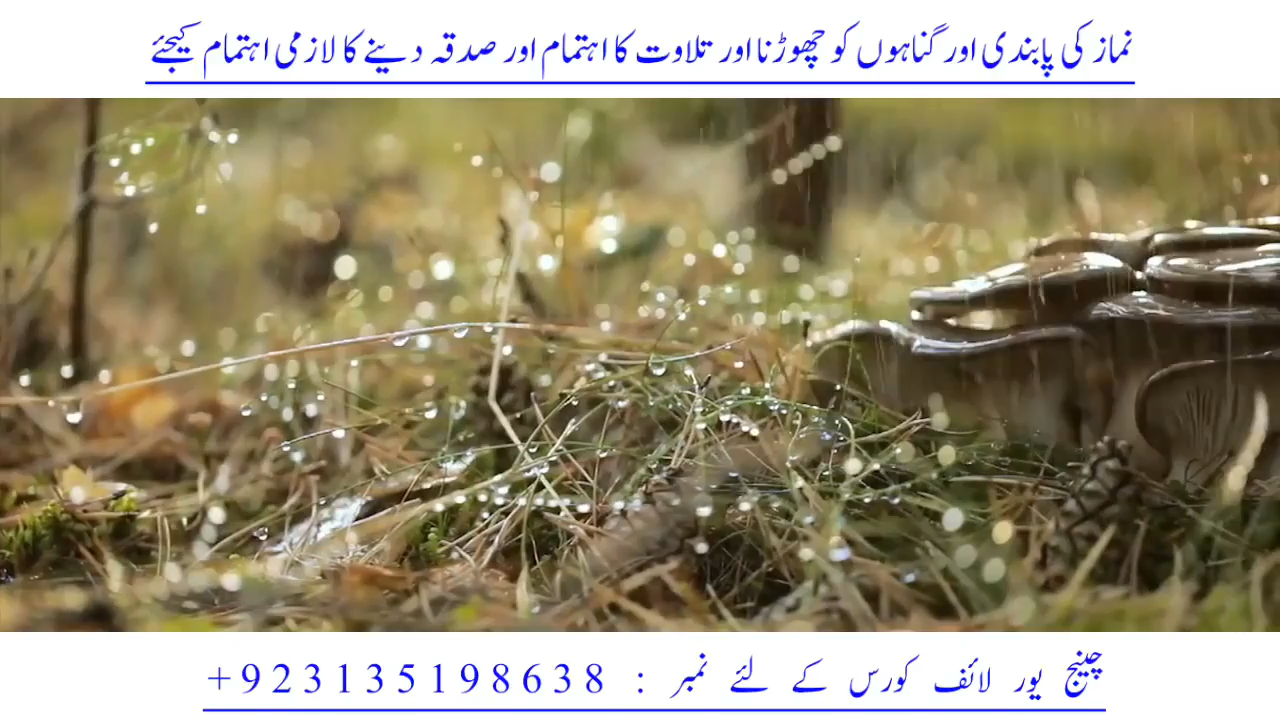 نماز کی پابندی اور گناہوں کو چھوڑنا اور تلاوت کا اہتمام اور صدقہ دینے کا لازمی اہتمام کیجئے
چینج یور لائف کورس کے لئے نمبر : 923135198638+